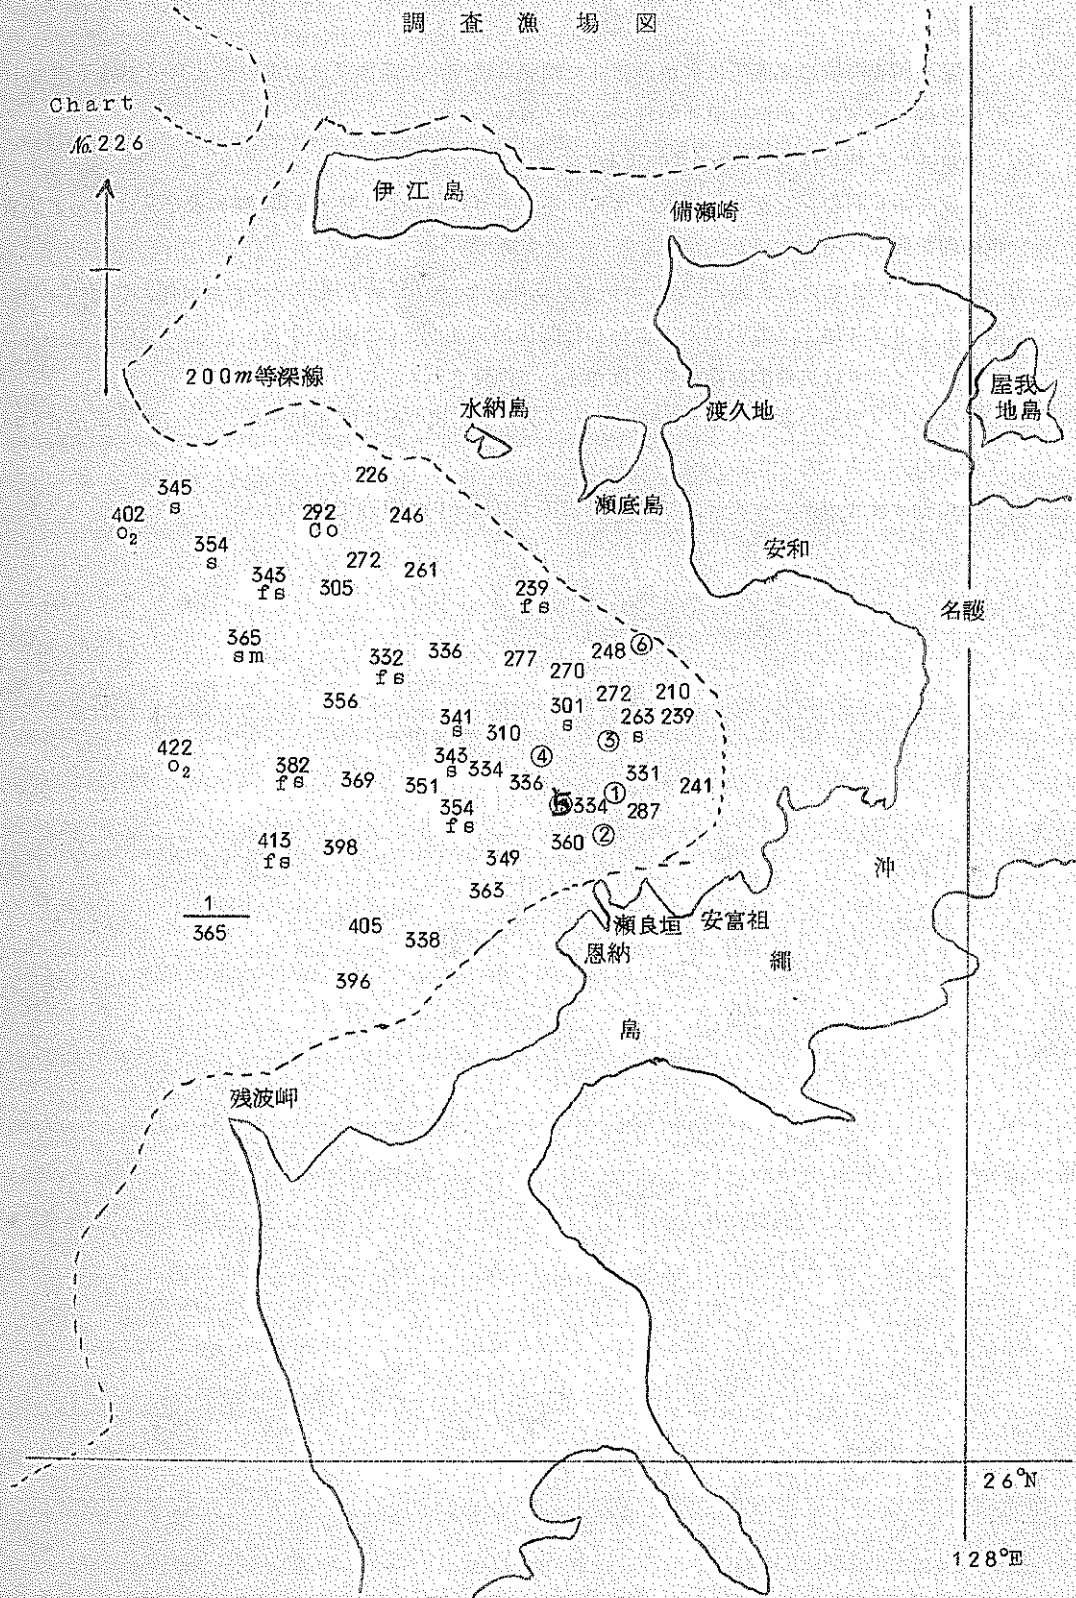 調査漁場図
Chart
№226
伊江島
備瀬崎
200m等深線
水納島
渡久地
屋我
地島
瀬底島
226
345
s
402
O₂
292
Co
246
安和
354
s
272
261
343
fs
305
239
fs
名護
365
sm
332
fs
336
277
270
248
⑥
356
272
210
301
s
263
s
239
341
s
310
③
422
O₂
④
343
s
334
382
fs
369
351
336
331
241
①
354
fs
5
334
287
②
413
fs
398
360
349
沖
363
1
365
405
338
瀬良垣
安富祖
恩納
縄
396
島
残波岬
26°N
128°E